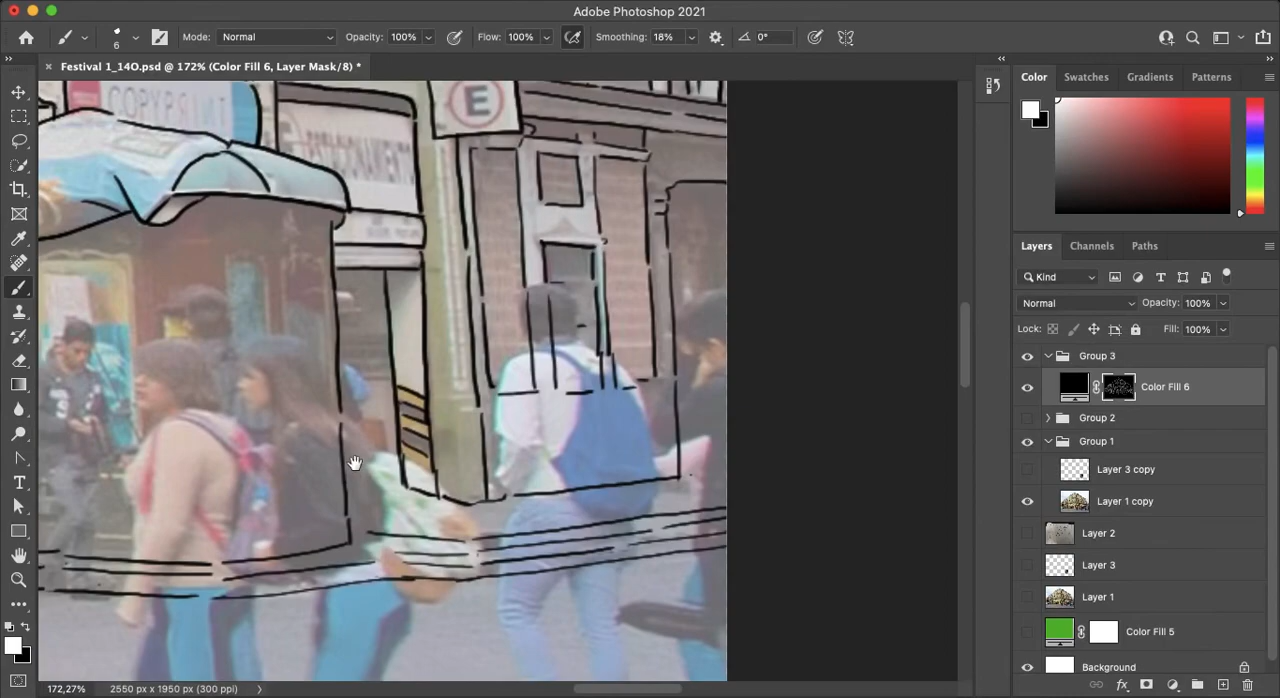 Adobe Photoshop 2021
6 Mode: Normal Opacity: 100% Flow: 100% Smoothing: 18% 0°
Festival 1_14O.psd @ 172% (Color Fill 6, Layer Mask/8) *
Color Swatches Gradients Patterns
COPYPRINT
E
Layers Channels Paths
Kind
Normal Opacity: 100%
Lock: Fill: 100%
Group 3
Color Fill 6
Group 2
Group 1
Layer 3 copy
Layer 1 copy
Layer 2
Layer 3
Layer 1
Color Fill 5
Background
172,27% 2550 px x 1950 px (300 ppi)